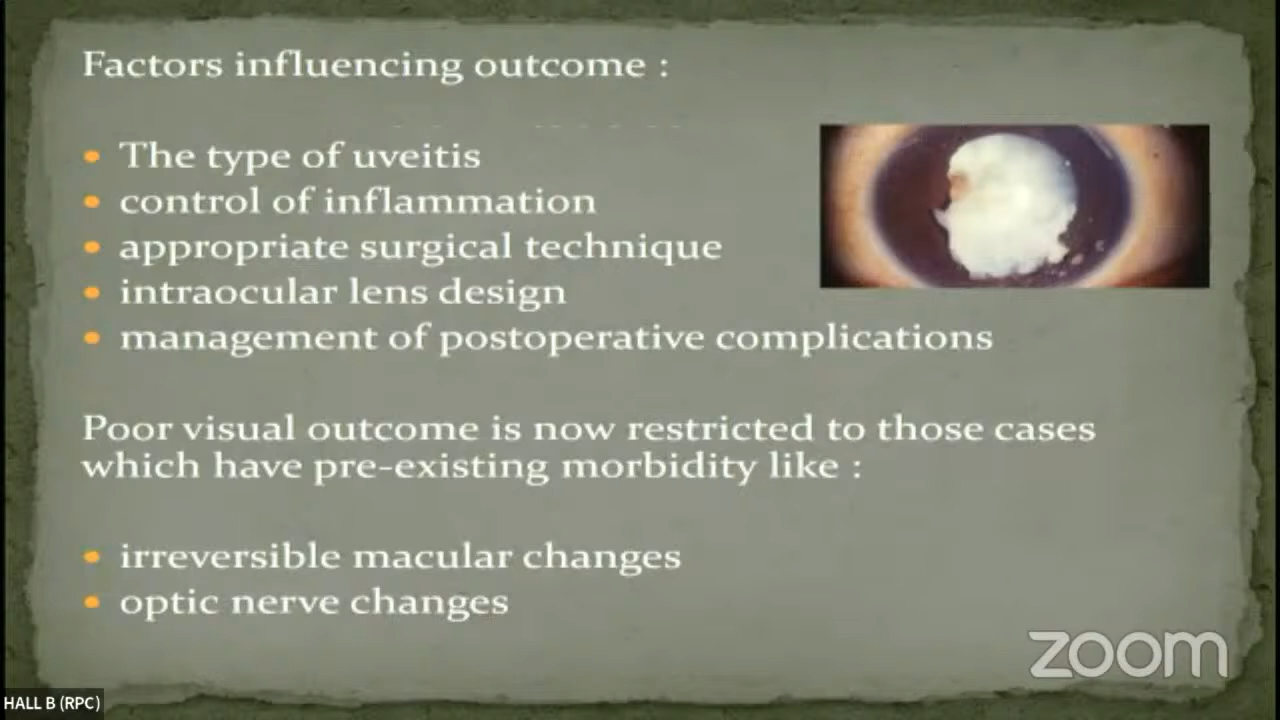 Factors influencing outcome :
• The type of uveitis
• control of inflammation
• appropriate surgical technique
• intraocular lens design
• management of postoperative complications
Poor visual outcome is now restricted to those cases
which have pre-existing morbidity like :
• irreversible macular changes
• optic nerve changes
zoom
HALL B (RPC)